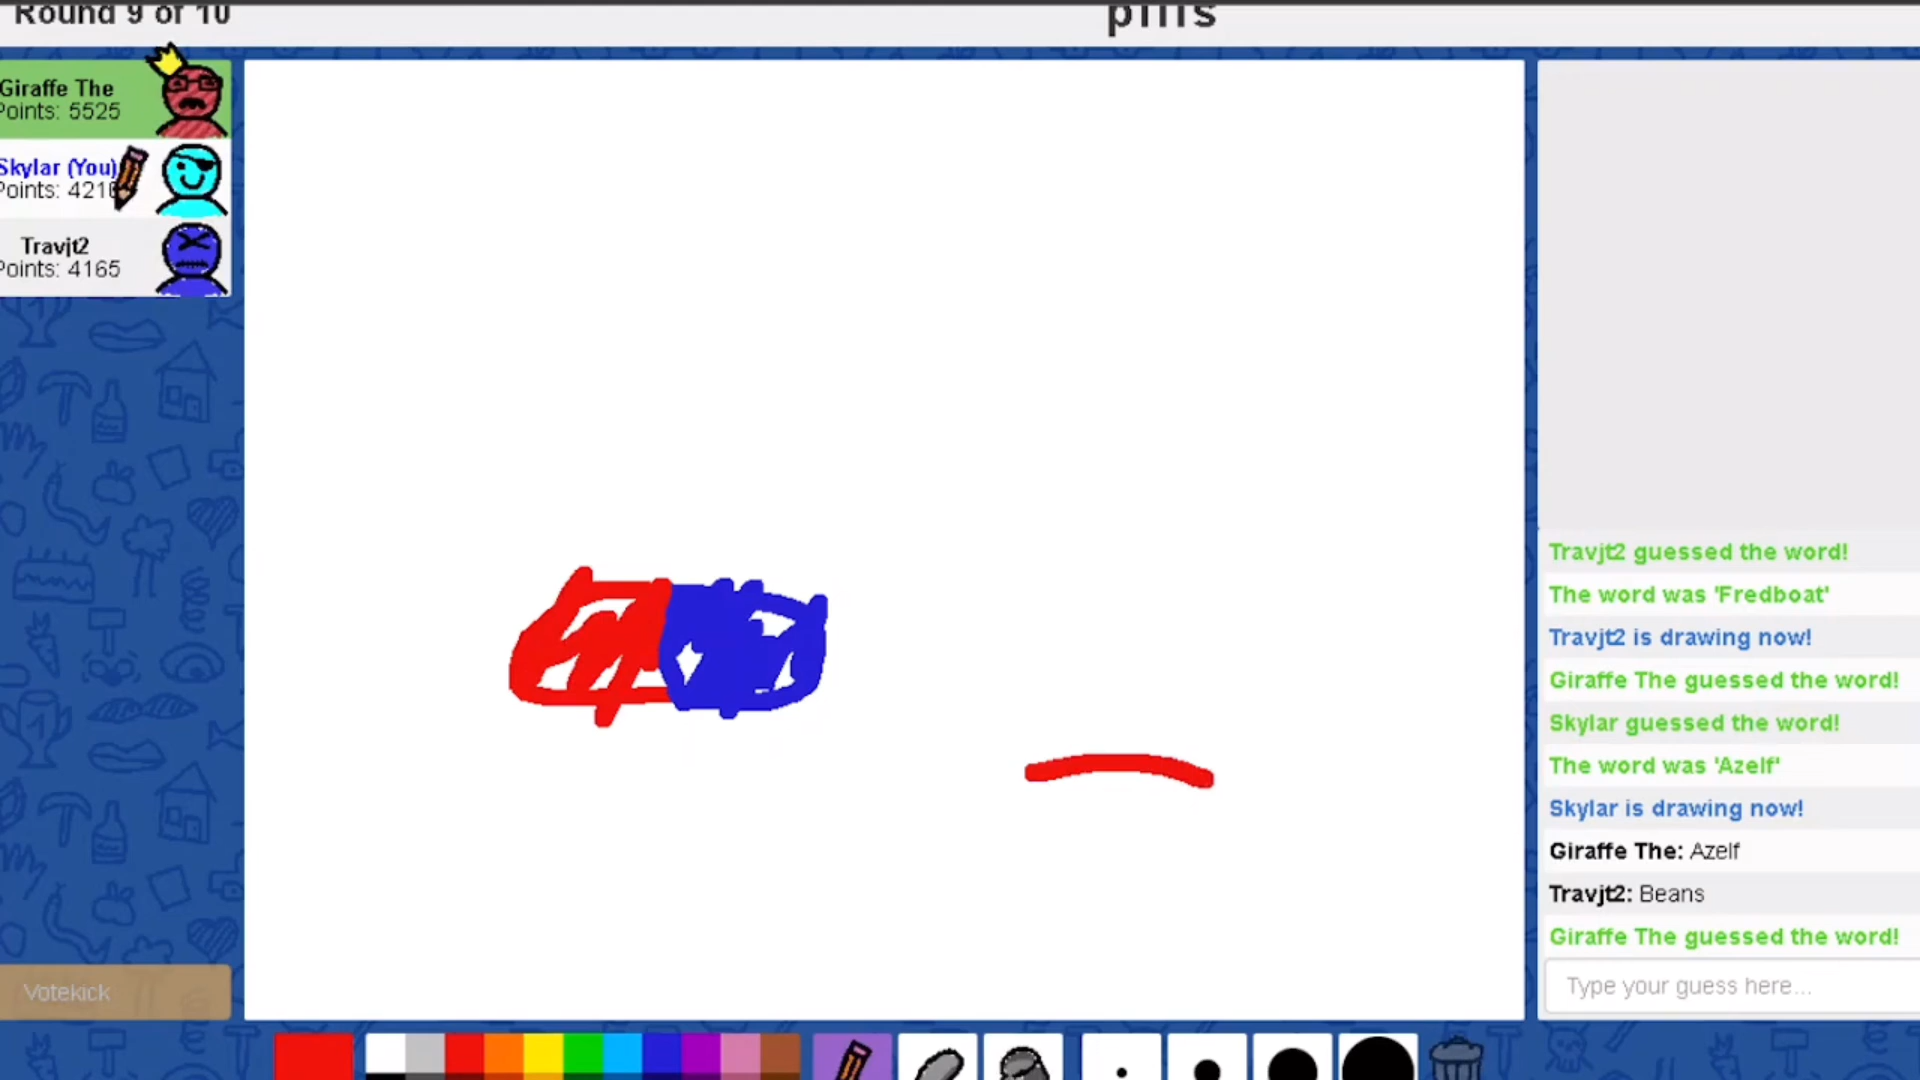 Round 9 of 10
pills
Giraffe The
Points: 5525
Skylar (You)
Points: 421
Travjt2
Points: 4165
Votekick
Travjt2 guessed the word!
The word was 'Fredboat'
Travjt2 is drawing now!
Giraffe The guessed the word!
Skylar guessed the word!
The word was 'Azelf'
Skylar is drawing now!
Giraffe The: Azelf
Travjt2: Beans
Giraffe The guessed the word!
Type your guess here...